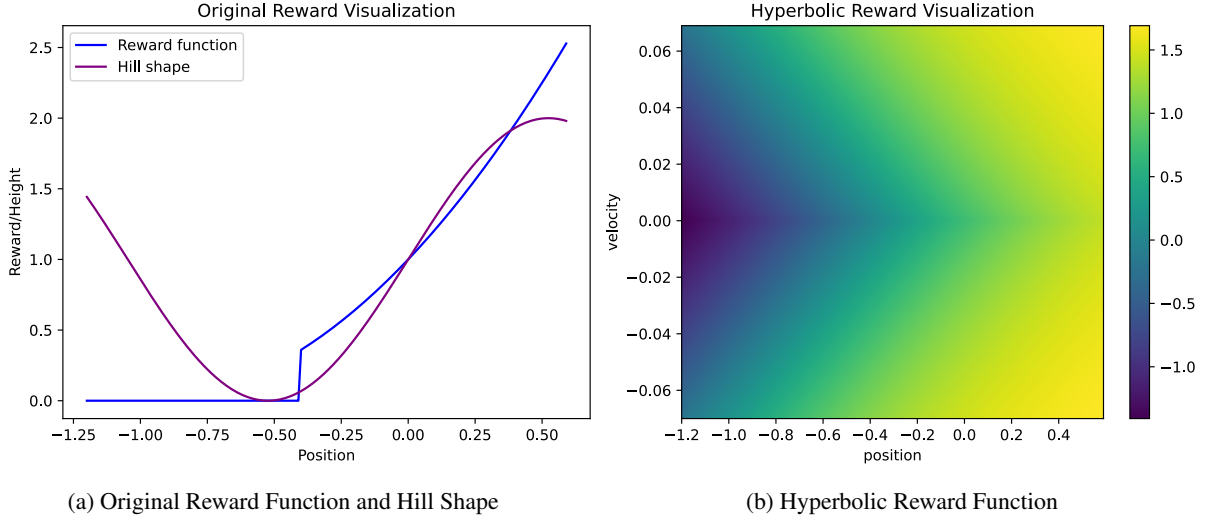 Original Reward Visualization
Reward function
Hill shape
Reward/Height
2.5
2.0
1.5
1.0
0.5
0.0
−1.25 −1.00 −0.75 −0.50 −0.25 0.00 0.25 0.50
Position
(a) Original Reward Function and Hill Shape
Hyperbolic Reward Visualization
velocity
0.06
0.04
0.02
0.00
−0.02
−0.04
−0.06
−1.2 −1.0 −0.8 −0.6 −0.4 −0.2 0.0 0.2 0.4
position
1.5
1.0
0.5
0.0
−0.5
−1.0
(b) Hyperbolic Reward Function